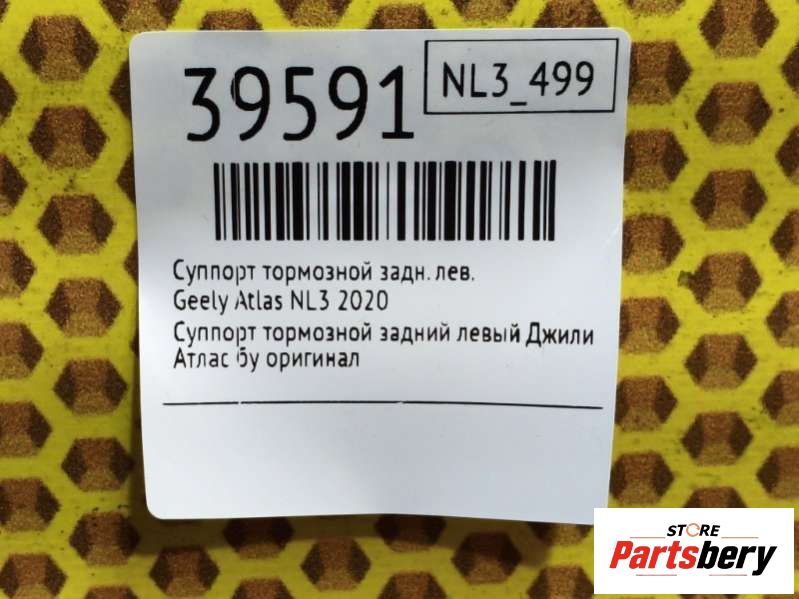 39591
NL3_499
Суппорт тормозной задн. лев.
Geely Atlas NL3 2020
Суппорт тормозной задний левый Джили
Атлас бу оригинал
STORE
Partsbery